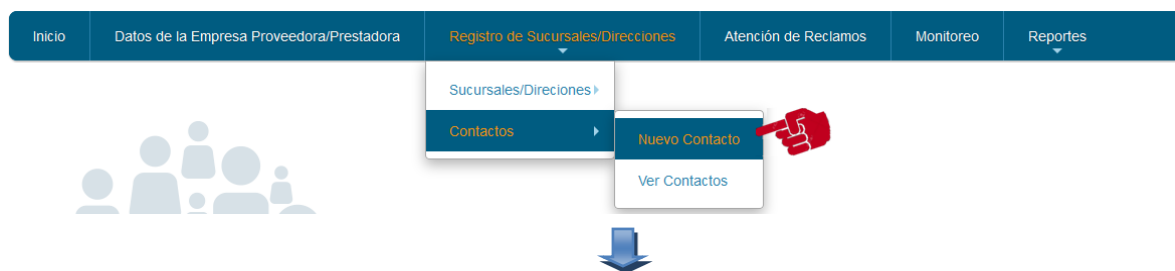 Inicio Datos de la Empresa Proveedora/Prestadora Registro de Sucursales/Direcciones Atención de Reclamos Monitoreo Reportes
Sucursales/Direciones
Contactos
Nuevo Contacto
Ver Contactos